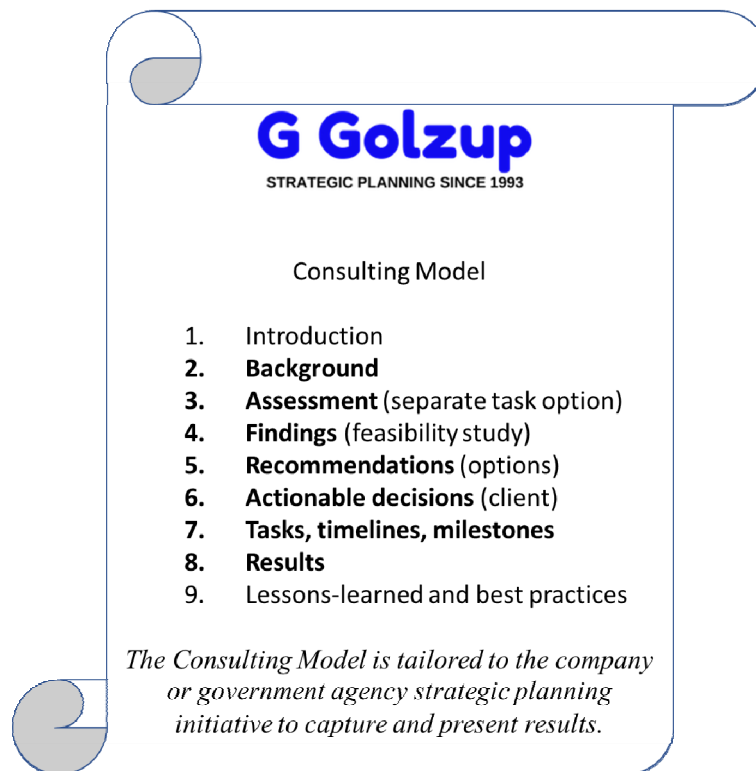 G Golzup
STRATEGIC PLANNING SINCE 1993
Consulting Model
1. Introduction
2. Background
3. Assessment (separate task option)
4. Findings (feasibility study)
5. Recommendations (options)
6. Actionable decisions (client)
7. Tasks, timelines, milestones
8. Results
9. Lessons-learned and best practices
The Consulting Model is tailored to the company
or government agency strategic planning
initiative to capture and present results.